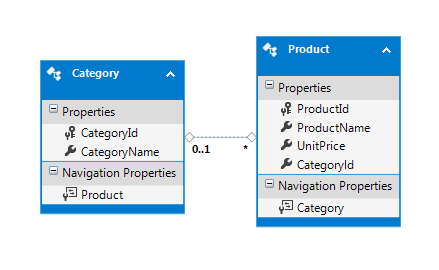 Category
Properties
CategoryId
CategoryName
Navigation Properties
Product
0..1
*
Product
Properties
ProductId
ProductName
UnitPrice
CategoryId
Navigation Properties
Category